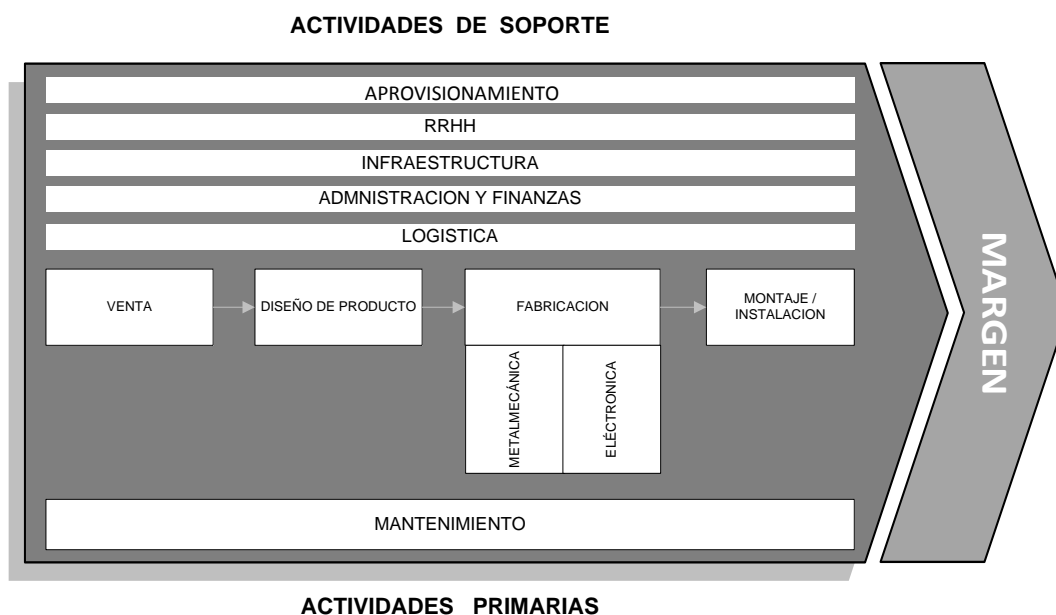 ACTIVIDADES DE SOPORTE
APROVISIONAMIENTO
RRHH
INFRAESTRUCTURA
ADMNISTRACION Y FINANZAS
LOGISTICA
VENTA
DISEÑO DE PRODUCTO
FABRICACION
MONTAJE /
INSTALACION
METALMECÁNICA
ELÉCTRONICA
MANTENIMIENTO
MARGEN
ACTIVIDADES PRIMARIAS